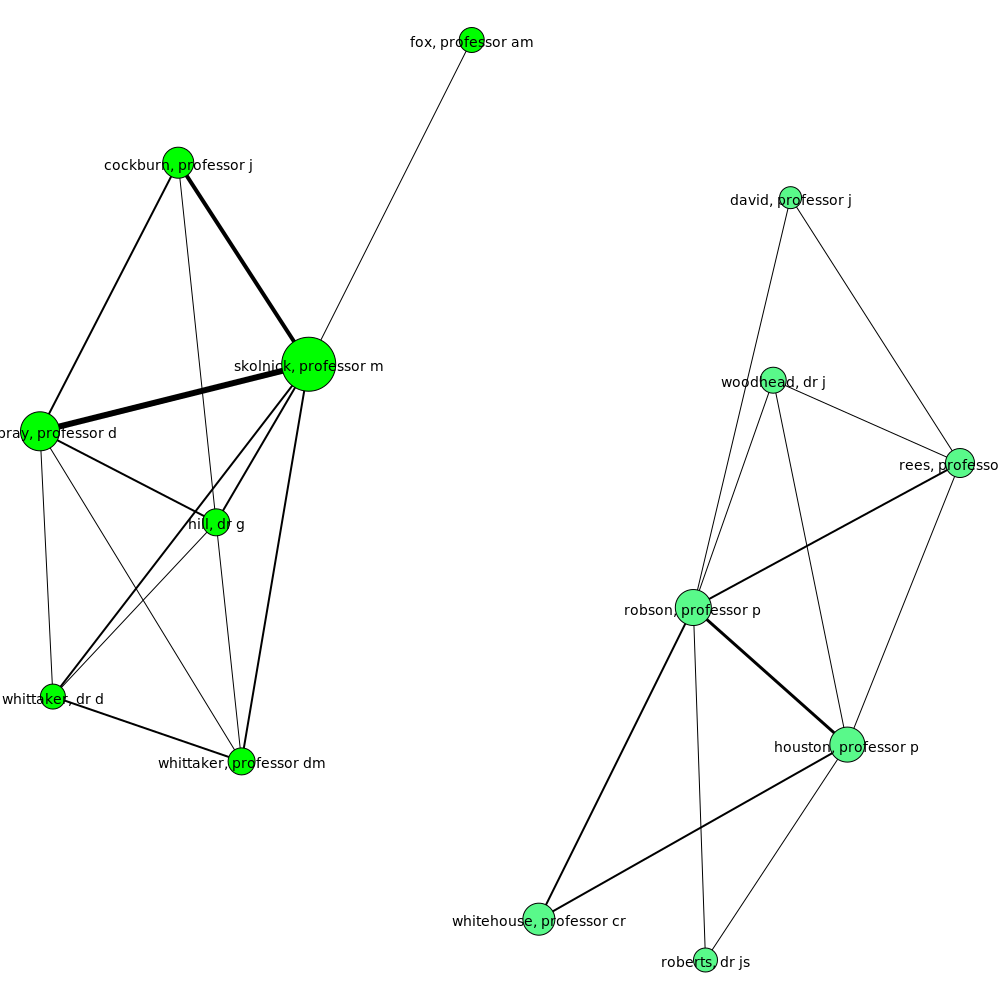 fox, professor am
cockburn, professor j
david, professor j
skolnick, professor m
woodhead, dr j
bray, professor d
rees, professo
hill, dr g
robson, professor p
whittaker, dr d
houston, professor p
whittaker, professor dm
whitehouse, professor cr
roberts, dr js